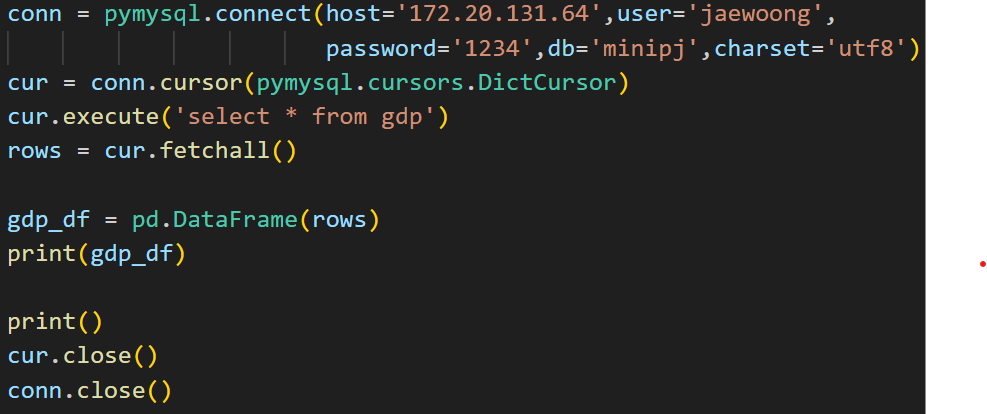 conn = pymysql.connect(host='172.20.131.64',user='jaewoong',
password='1234',db='minipj',charset='utf8')
cur = conn.cursor(pymysql.cursors.DictCursor)
cur.execute('select * from gdp')
rows = cur.fetchall()
gdp_df = pd.DataFrame(rows)
print(gdp_df)
print()
cur.close()
conn.close()